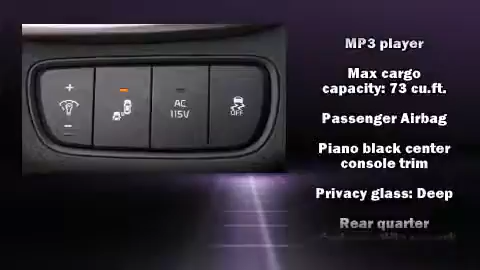 +
AC
115V
-
OFF
MP3 player
Max cargo
capacity: 73 cu.ft.
Passenger Airbag
Piano black center
console trim
Privacy glass: Deep
Rear quarter